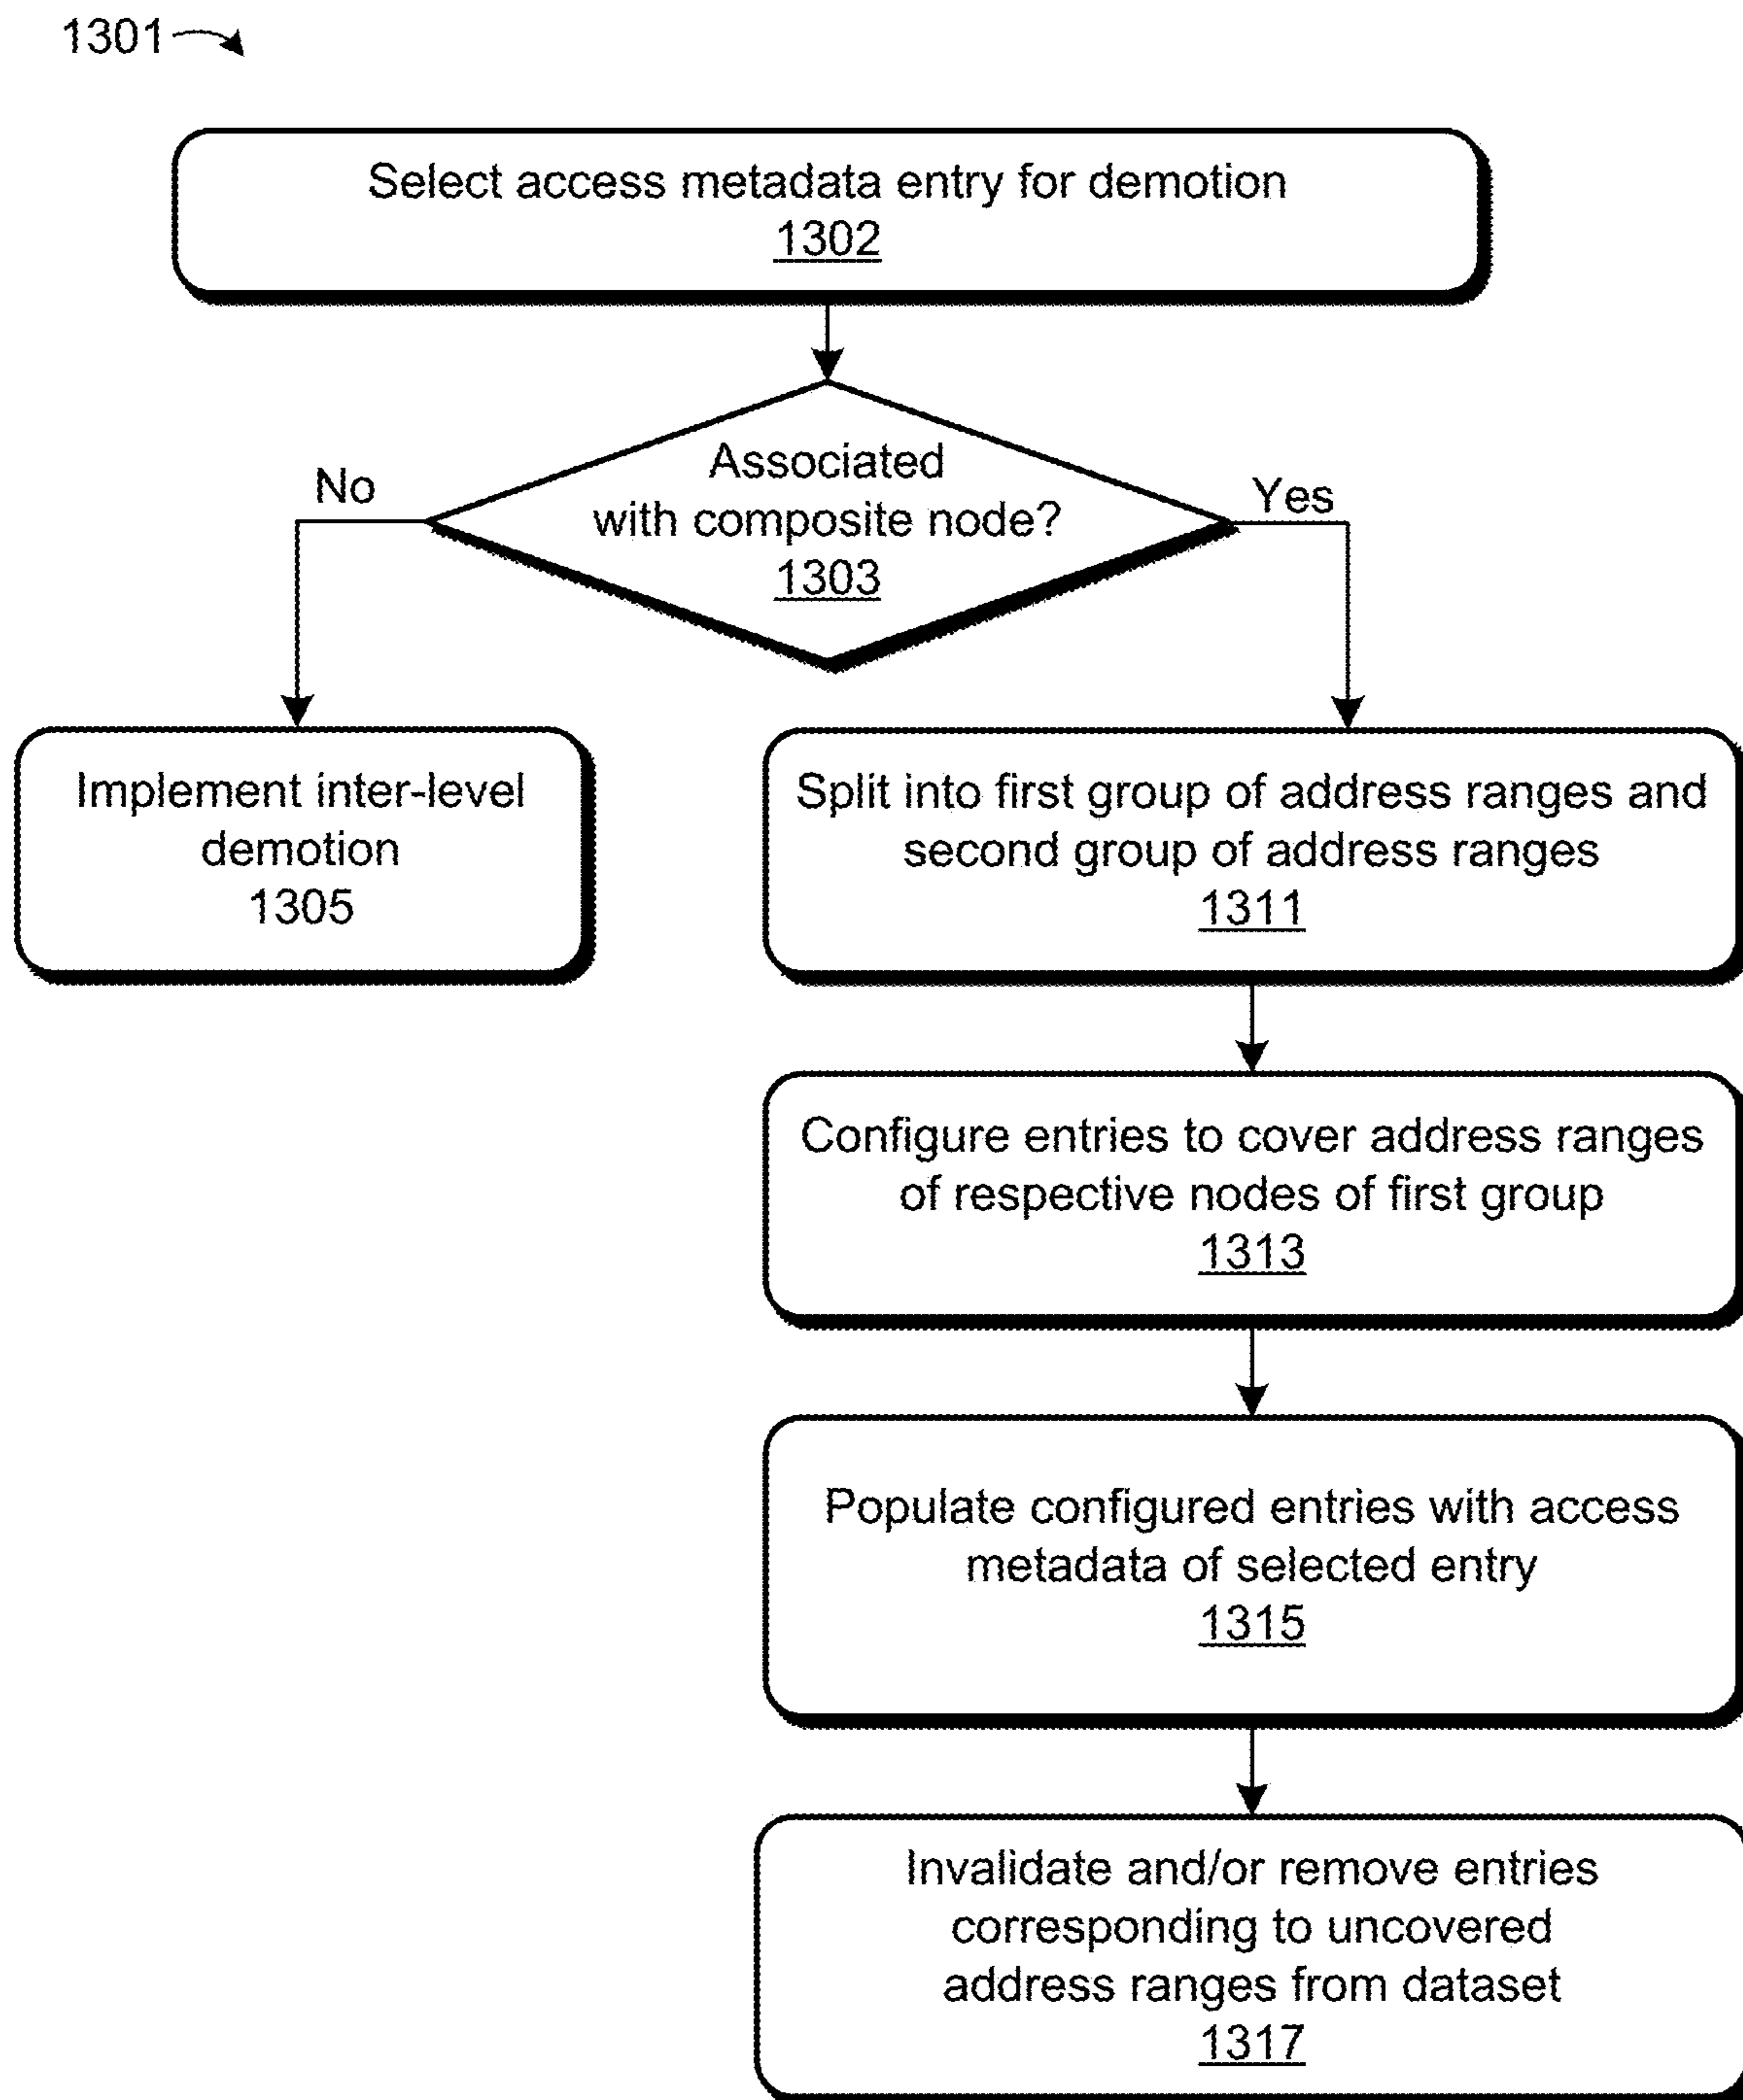 1301
Select access metadata entry for demotion
1302
Associated
with composite node?
1303
No
Yes
Implement inter-level
demotion
1305
Split into first group of address ranges and
second group of address ranges
1311
Configure entries to cover address ranges
of respective nodes of first group
1313
Populate configured entries with access
metadata of selected entry
1315
Invalidate and/or remove entries
corresponding to uncovered
address ranges from dataset
1317